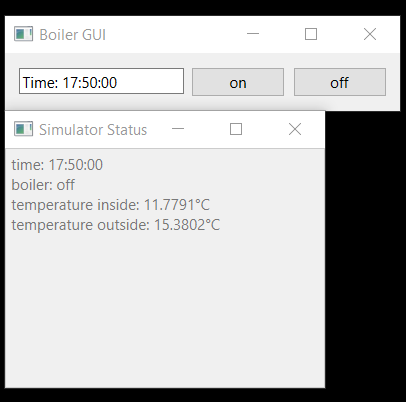 Boiler GUI
Time: 17:50:00 on off
Simulator Status
time: 17:50:00
boiler: off
temperature inside: 11.7791°C
temperature outside: 15.3802°C